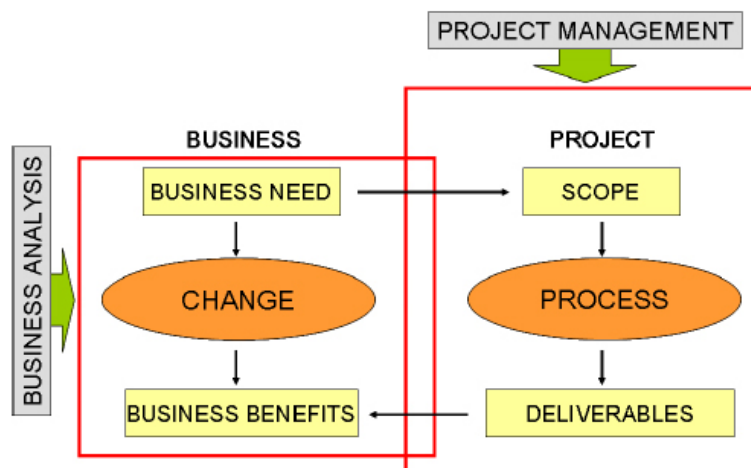 PROJECT MANAGEMENT
BUSINESS ANALYSIS
BUSINESS
PROJECT
BUSINESS NEED
SCOPE
CHANGE
PROCESS
BUSINESS BENEFITS
DELIVERABLES